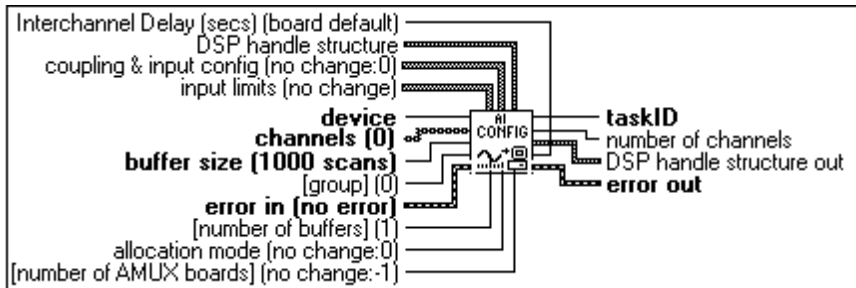 Interchannel Delay (secs) (board default)
DSP handle structure
coupling & input config (no change:0)
input limits (no change)
device
channels (0)
buffer size (1000 scans)
[group] (0)
error in (no error)
[number of buffers] (1)
allocation mode (no change:0)
[number of AMUX boards] (no change:-1)
AI
CONFIG
taskID
number of channels
DSP handle structure out
error out